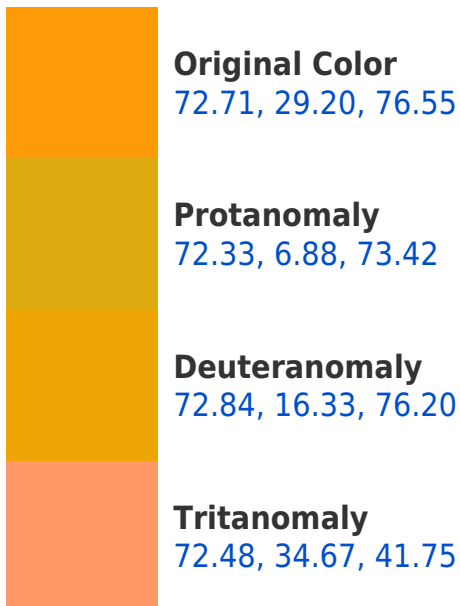 Original Color
72.71, 29.20, 76.55
Protanomaly
72.33, 6.88, 73.42
Deuteranomaly
72.84, 16.33, 76.20
Tritanomaly
72.48, 34.67, 41.75